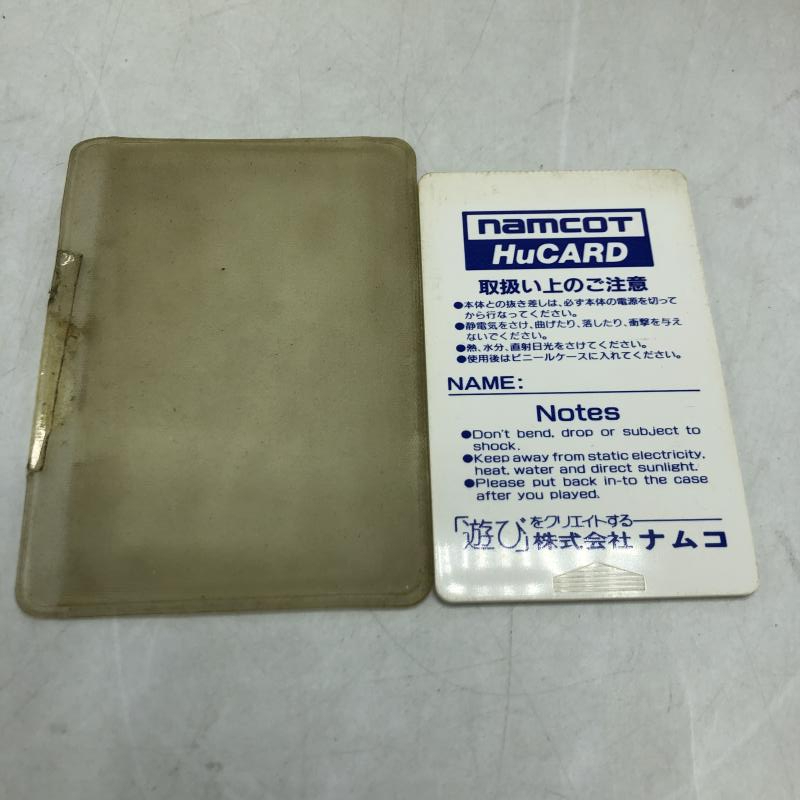 namcot
HuCARD
取扱い上のご注意
●本体との抜き差しは、必ず本体の電源を切って
から行なってください。
●静電気をさけ、曲げたり、落したり、衝撃を与え
ないでください。
●熱、水分、直射日光をさけてください。
●使用後はビニールケースに入れてください。
NAME:
Notes
●Don't bend, drop or subject to
shock.
●Keep away from static electricity,
heat, water and direct sunlight.
●Please put back in-to the case
after you played.
「遊び」をクリエイトする
株式会社ナムコ